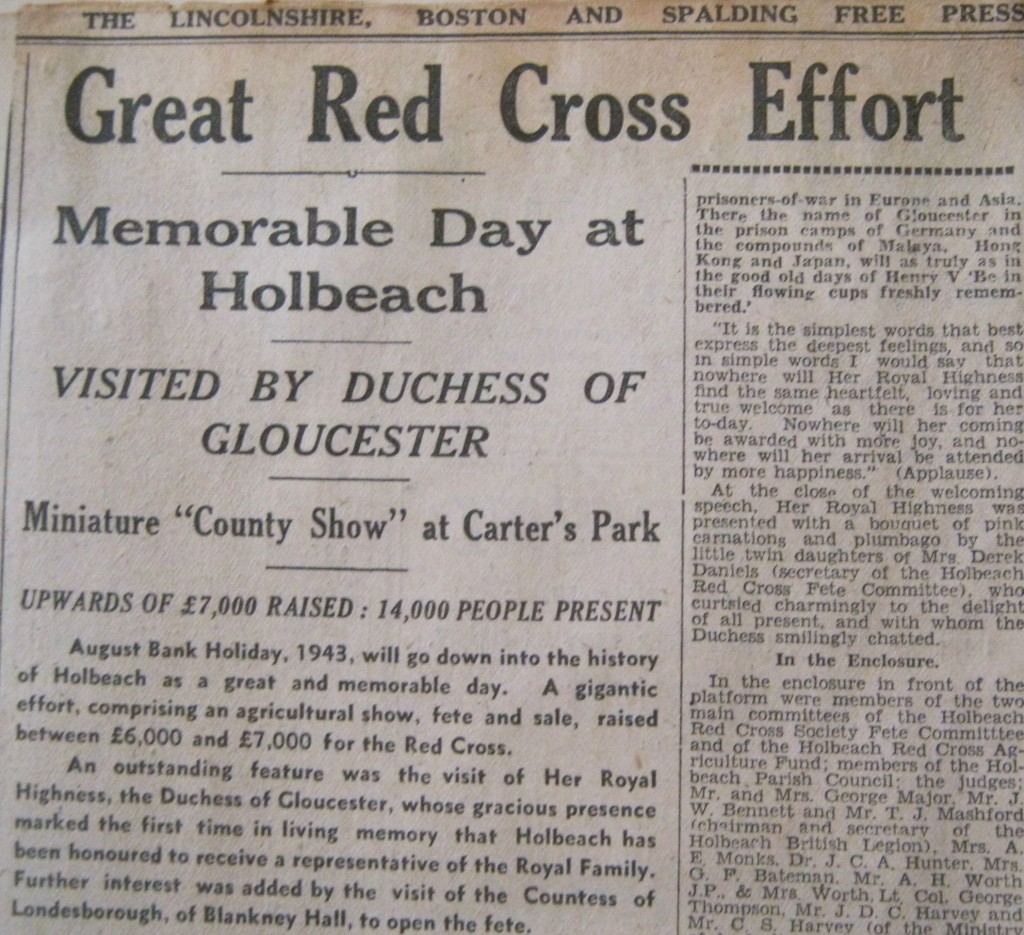 THE LINCOLNSHIRE, BOSTON AND SPALDING FREE PRESS
Great Red Cross Effort
Memorable Day at
Holbeach
VISITED BY DUCHESS OF
GLOUCESTER
Miniature "County Show" at Carter's Park
UPWARDS OF £7,000 RAISED : 14,000 PEOPLE PRESENT
August Bank Holiday, 1943, will go down into the history
of Holbeach as a great and memorable day. A gigantic
effort, comprising an agricultural show, fete and sale, raised
between £6,000 and £7,000 for the Red Cross.
An outstanding feature was the visit of Her Royal
Highness, the Duchess of Gloucester, whose gracious presence
marked the first time in living memory that Holbeach has
been honoured to receive a representative of the Royal Family.
Further interest was added by the visit of the Countess of
Londesborough, of Blankney Hall, to open the fete.
prisoners-of-war in Europe and Asia.
There the name of Gloucester in
the prison camps of Germany and
the compounds of Malaya, Hong
Kong and Japan, will as truly as in
the good old days of Henry V 'Be in
their flowing cups freshly remem-
bered.'
"It is the simplest words that best
express the deepest feelings, and so
in simple words I would say that
nowhere will Her Royal Highness
find the same heartfelt, loving and
true welcome as there is for her
to-day. Nowhere will her coming
be awarded with more joy, and no-
where will her arrival be attended
by more happiness." (Applause).
At the close of the welcoming
speech, Her Royal Highness was
presented with a bouquet of pink
carnations and plumbago by the
little twin daughters of Mrs. Derek
Daniels (secretary of the Holbeach
Red Cross Fete Committee), who
curtsied charmingly to the delight
of all present, and with whom the
Duchess smilingly chatted.
In the Enclosure.
In the enclosure in front of the
platform were members of the two
main committees of the Holbeach
Red Cross Society Fete Committtee
and of the Holbeach Red Cross Ag-
riculture Fund; members of the Hol-
beach Parish Council; the judges;
Mr. and Mrs. George Major, Mr. J.
W. Bennett and Mr. T. J. Mashford
(chairman and secretary of the
Holbeach British Legion), Mrs. A.
E. Monks, Dr. J. C. A. Hunter, Mrs.
G. F. Bateman, Mr. A. H. Worth
J.P., & Mrs. Worth, Lt. Col. George
Thompson, Mr. J. D. C. Harvey and
Mr. C. S. Harvey (of the Ministry